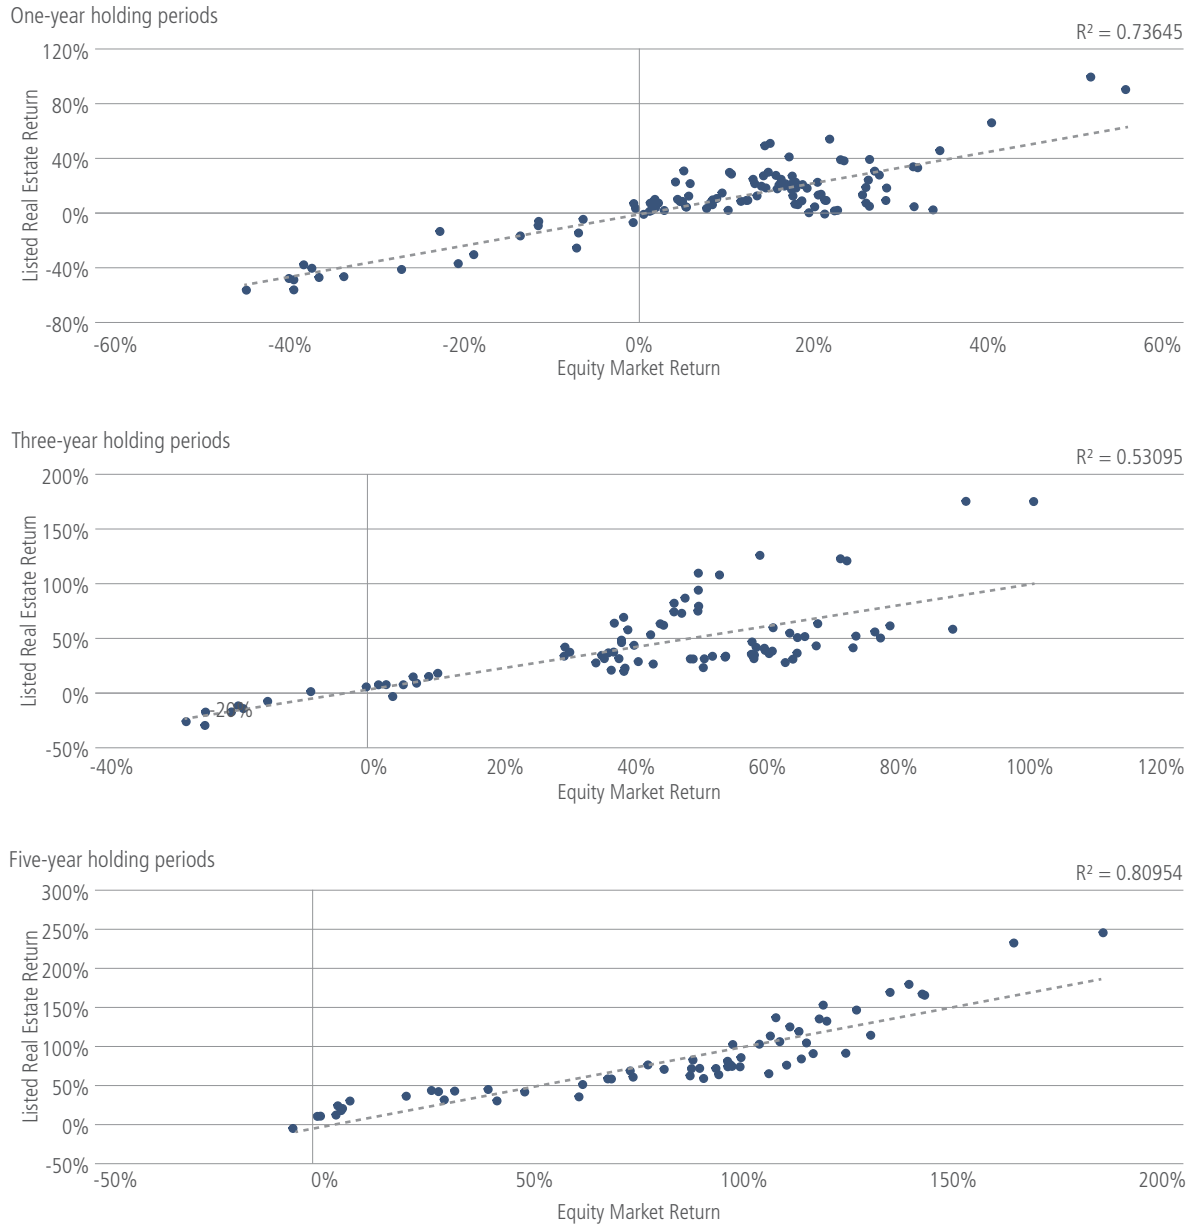 One-year holding periods
R² = 0.73645
120%
80%
40%
0%
-40%
-80%
Listed Real Estate Return
-60% -40% -20% 0% 20% 40% 60%
Equity Market Return
Three-year holding periods
R² = 0.53095
200%
150%
100%
50%
0%
-50%
Listed Real Estate Return
-20%
-40% 0% 20% 40% 60% 80% 100% 120%
Equity Market Return
Five-year holding periods
R² = 0.80954
300%
250%
200%
150%
100%
50%
0%
-50%
Listed Real Estate Return
-50% 0% 50% 100% 150% 200%
Equity Market Return